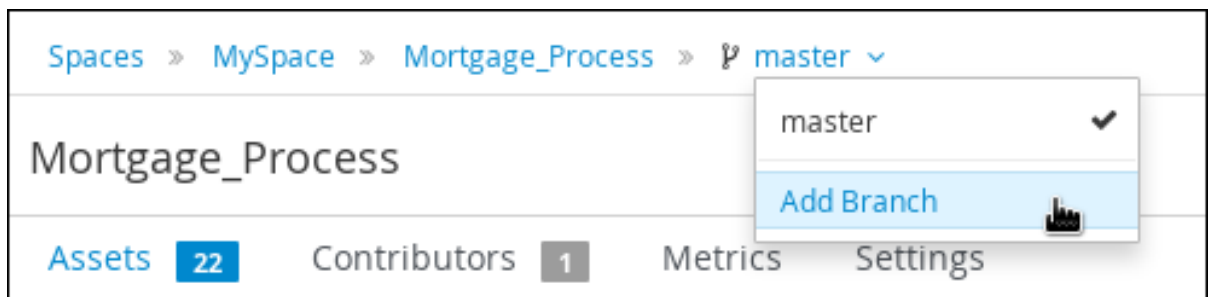 Spaces » MySpace » Mortgage_Process » master
master
Mortgage_Process
Add Branch
Assets 22 Contributors 1 Metrics Settings